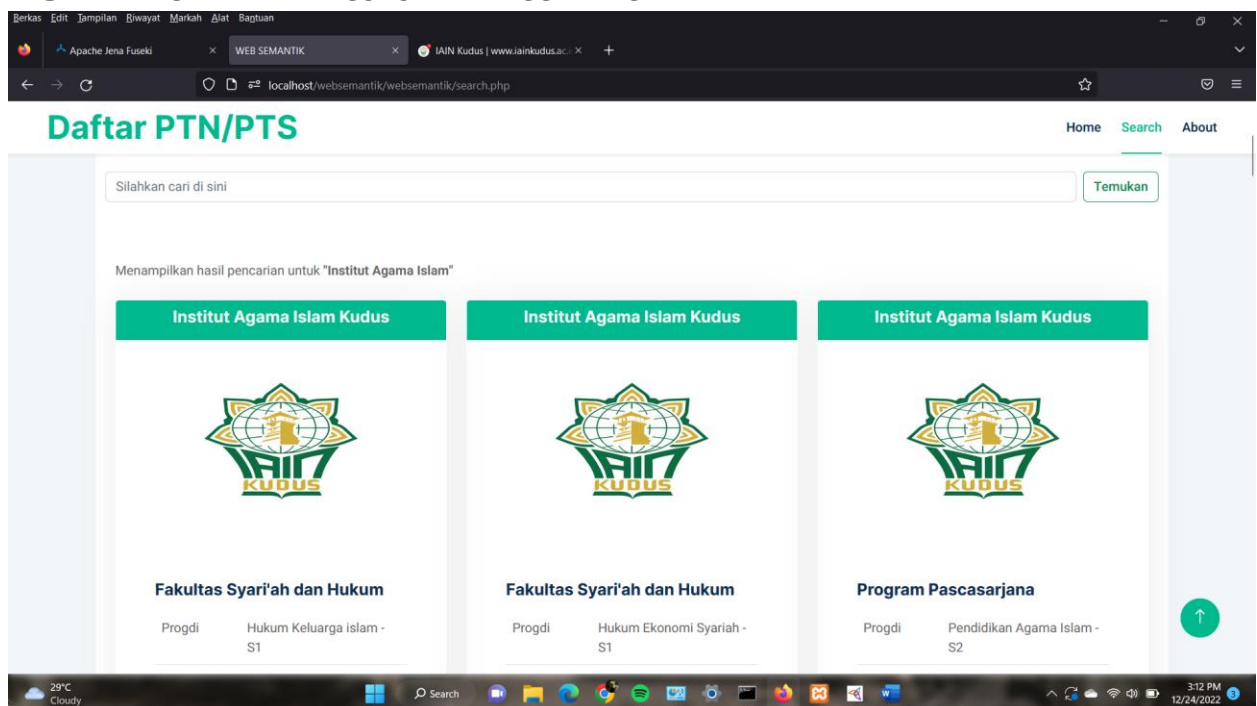 Berkas Edit Tampilan Riwayat Markah Alat Bantuan
Apache Jena Fuseki
WEB SEMANTIK
IAIN Kudus | www.iainkudus.ac.i
localhost/websemantik/websemantik/search.php
Daftar PTN/PTS
Home Search About
Silahkan cari di sini
Temukan
Menampilkan hasil pencarian untuk "Institut Agama Islam"
Institut Agama Islam Kudus
Institut Agama Islam Kudus
Institut Agama Islam Kudus
IAIN
KUDUS
IAIN
KUDUS
IAIN
KUDUS
Fakultas Syari'ah dan Hukum
Fakultas Syari'ah dan Hukum
Program Pascasarjana
Progdi Hukum Keluarga islam -
S1
Progdi Hukum Ekonomi Syariah -
S1
Progdi Pendidikan Agama Islam -
S2
29°C
Cloudy
Search
3:12 PM
12/24/2022
3